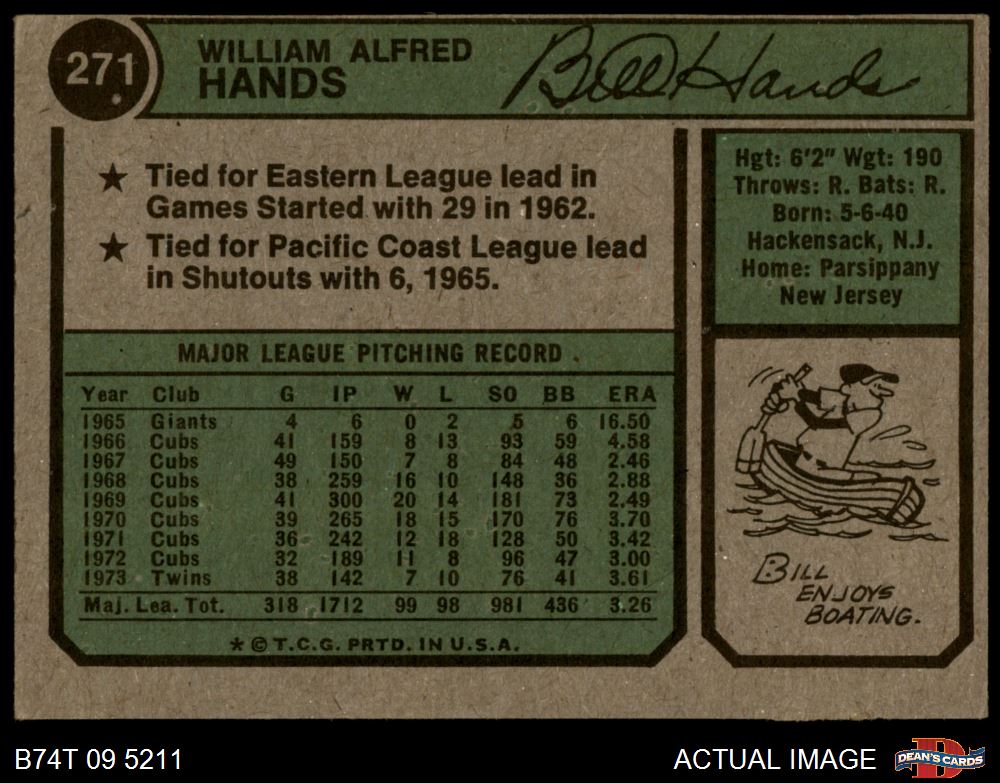 271
WILLIAM ALFRED
HANDS
Bill Hands
★ Tied for Eastern League lead in
Games Started with 29 in 1962.
★ Tied for Pacific Coast League lead
in Shutouts with 6, 1965.
Hgt: 6'2" Wgt: 190
Throws: R. Bats: R.
Born: 5-6-40
Hackensack, N.J.
Home: Parsippany
New Jersey
MAJOR LEAGUE PITCHING RECORD
Year Club G IP W L SO BB ERA
1965 Giants 4 6 0 2 5 6 16.50
1966 Cubs 41 159 8 13 93 59 4.58
1967 Cubs 49 150 7 8 84 48 2.46
1968 Cubs 38 259 16 10 148 36 2.88
1969 Cubs 41 300 20 14 181 73 2.49
1970 Cubs 39 265 18 15 170 76 3.70
1971 Cubs 36 242 12 18 128 50 3.42
1972 Cubs 32 189 11 8 96 47 3.00
1973 Twins 38 142 7 10 76 41 3.61
Maj. Lea. Tot. 318 1712 99 98 981 436 3.26
* © T.C.G. PRTD. IN U.S.A.
BILL
ENJOYS
BOATING.
B74T 09 5211
ACTUAL IMAGE
D
DEAN'S CARDS